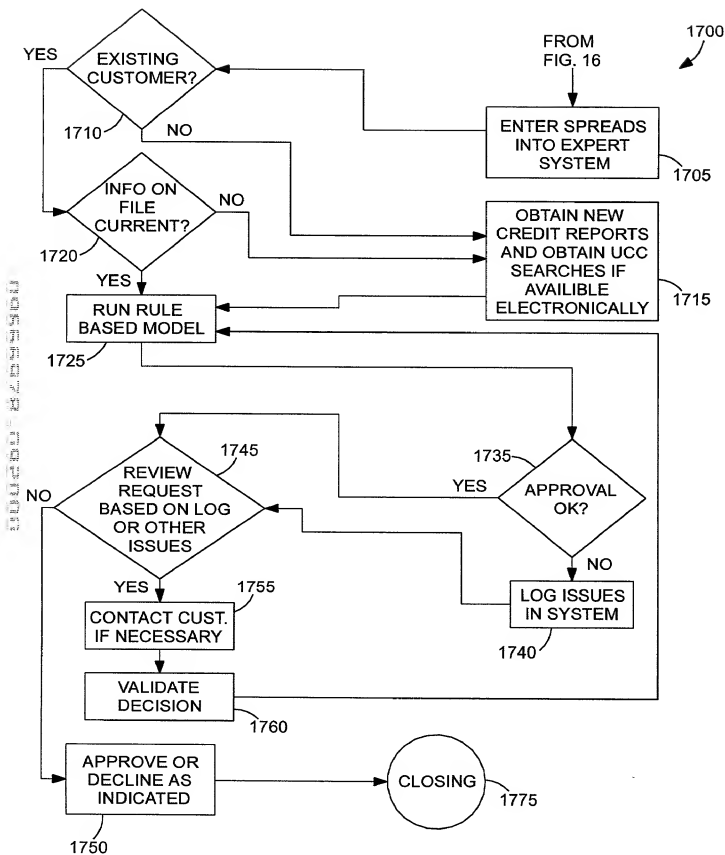 FROM
FIG. 16
1700
YES
EXISTING
CUSTOMER?
1710
NO
ENTER SPREADS
INTO EXPERT
SYSTEM
1705
INFO ON
FILE
CURRENT?
1720
NO
YES
OBTAIN NEW
CREDIT REPORTS
AND OBTAIN UCC
SEARCHES IF
AVAILIBLE
ELECTRONICALLY
1715
RUN RULE
BASED MODEL
1725
1735
APPROVAL
OK?
YES
NO
1745
REVIEW
REQUEST
BASED ON LOG
OR OTHER
ISSUES
NO
YES
LOG ISSUES
IN SYSTEM
1740
1755
CONTACT CUST.
IF NECESSARY
VALIDATE
DECISION
1760
APPROVE OR
DECLINE AS
INDICATED
1750
CLOSING
1775